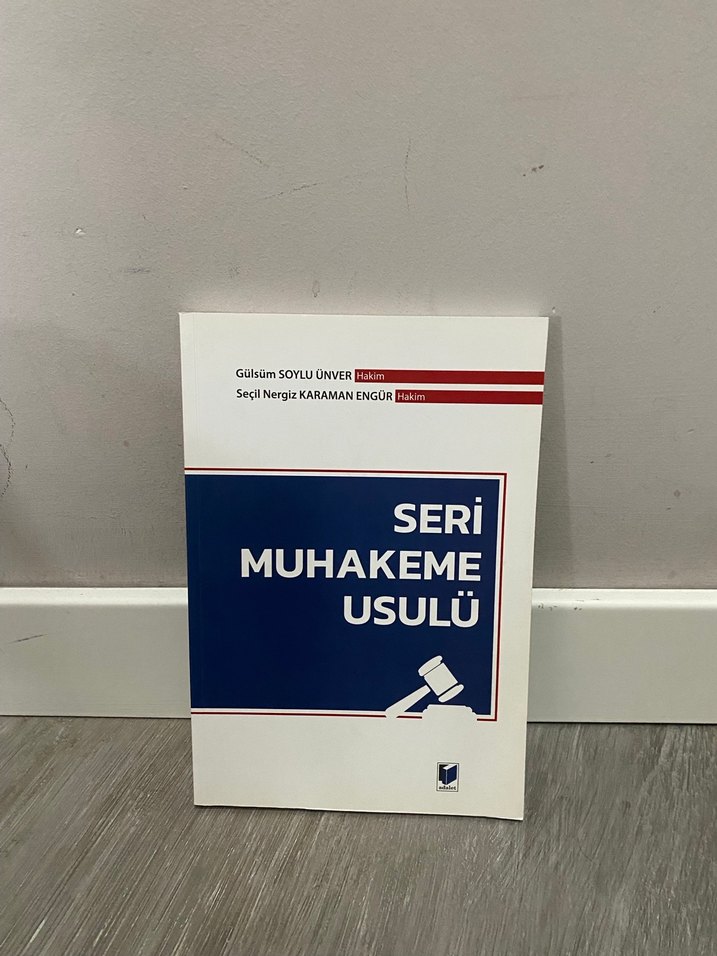 Gülsüm SOYLU ÜNVER Hakim
Seçil Nergiz KARAMAN ENGÜR Hakim
SERİ
MUHAKEME
USULÜ
adalet